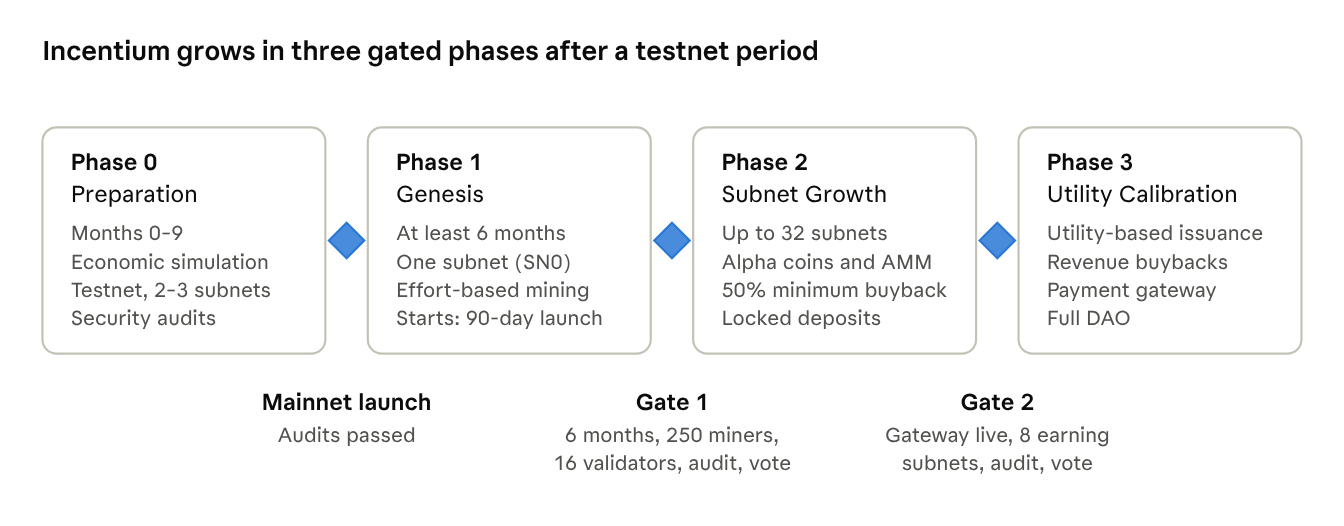 Incentium grows in three gated phases after a testnet period
Phase 0
Preparation
Months 0–9
Economic simulation
Testnet, 2–3 subnets
Security audits
Phase 1
Genesis
At least 6 months
One subnet (SN0)
Effort-based mining
Starts: 90-day launch
Phase 2
Subnet Growth
Up to 32 subnets
Alpha coins and AMM
50% minimum buyback
Locked deposits
Phase 3
Utility Calibration
Utility-based issuance
Revenue buybacks
Payment gateway
Full DAO
Mainnet launch
Audits passed
Gate 1
6 months, 250 miners,
16 validators, audit, vote
Gate 2
Gateway live, 8 earning
subnets, audit, vote